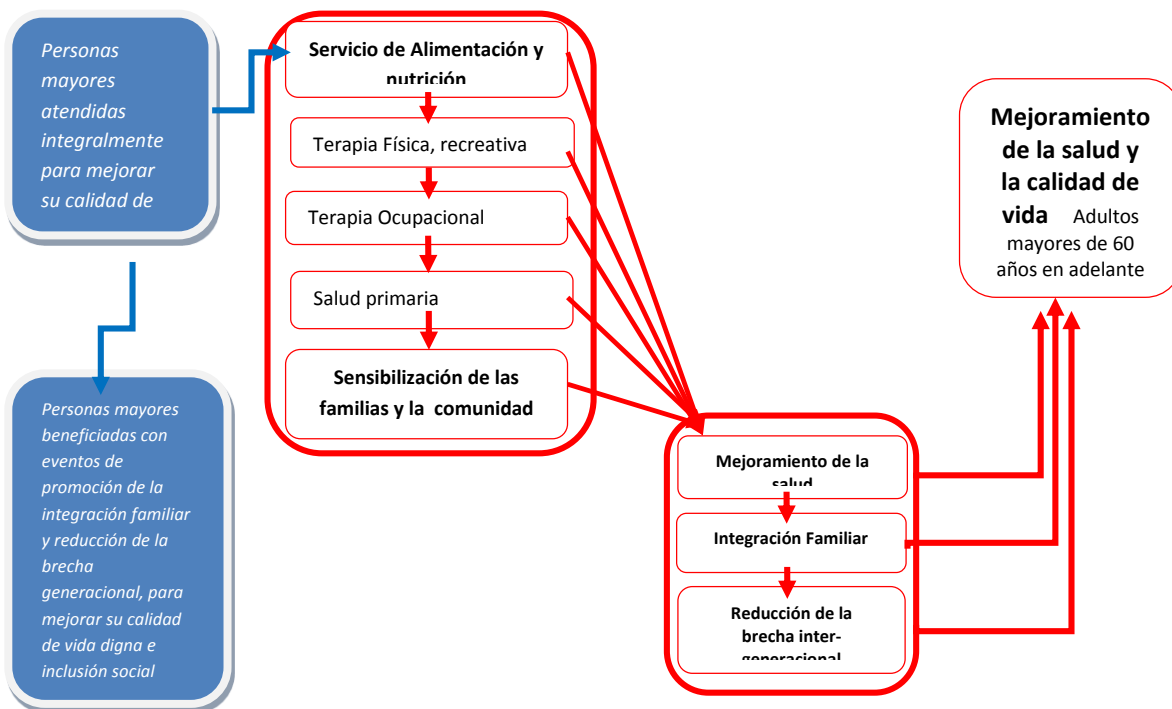 Personas
mayores
atendidas
integralmente
para mejorar
su calidad de
Personas mayores
beneficiadas con
eventos de
promoción de la
integración familiar
y reducción de la
brecha
generacional, para
mejorar su calidad
de vida digna e
inclusión social
Servicio de Alimentación y
nutrición
Terapia Física, recreativa
Terapia Ocupacional
Salud primaria
Sensibilización de las
familias y la  comunidad
Mejoramiento de la
salud
Integración Familiar
Reducción de la
brecha inter-
generacional
Mejoramiento
de la salud y
la calidad de
vida   Adultos
mayores de 60
años en adelante